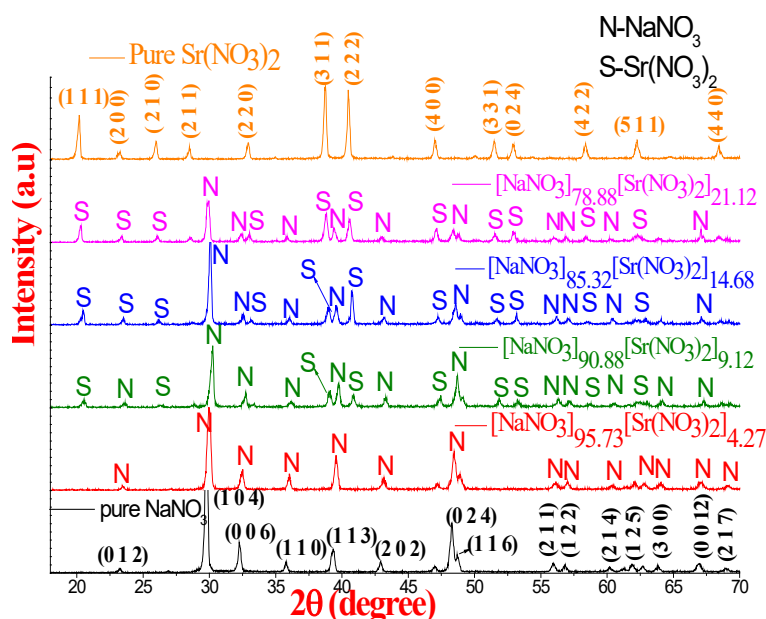 N-NaNO3
S-Sr(NO3)2
Pure Sr(NO3)2
(1 1 1)
(2 0 0)
(2 1 0)
(2 1 1)
(2 2 0)
(3 1 1)
(2 2 2)
(4 0 0)
(3 3 1)
(0 2 4)
(4 2 2)
(5 1 1)
(4 4 0)
[NaNO3]78.88[Sr(NO3)2]21.12
S S S N N S S N S N S N S S N N S N S N
[NaNO3]85.32[Sr(NO3)2]14.68
S S S N N S N S N S N S N S S N N S N S N
[NaNO3]90.88[Sr(NO3)2]9.12
S N S N N N S N S N S N S S N N S N N N
[NaNO3]95.73[Sr(NO3)2]4.27
N N N N N N N N N N N N N N
pure NaNO3
(0 1 2)
(1 0 4)
(0 0 6)
(1 1 0)
(1 1 3)
(2 0 2)
(0 2 4)
(1 1 6)
(2 1 1)
(1 2 2)
(2 1 4)
(1 2 5)
(3 0 0)
(0 0 12)
(2 1 7)
20 25 30 35 40 45 50 55 60 65 70
2θ (degree)
Intensity (a.u)